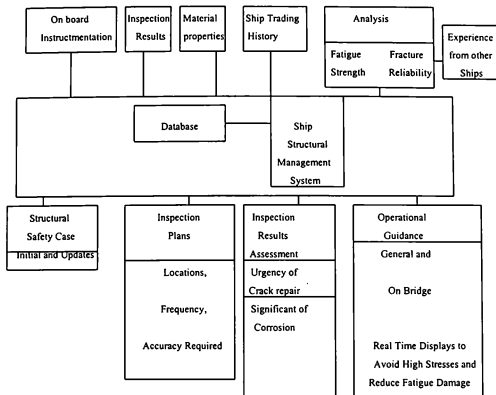 On board
Instructmentation
Inspection
Results
Material
properties
Ship Trading
History
Analysis
Fatigue
Strength
Fracture
Reliability
Experience
from other
Ships
Database
Ship
Structural
Management
System
Structural
Safety Case
Initial and Updates
Inspection
Plans
Locations,
Frequency,
Accuracy Required
Inspection
Results
Assessment
Urgency of
Crack repair
Significant of
Corrosion
Operational
Guidance
General and
On Bridge
Real Time Displays to
Avoid High Stresses and
Reduce Fatigue Damage